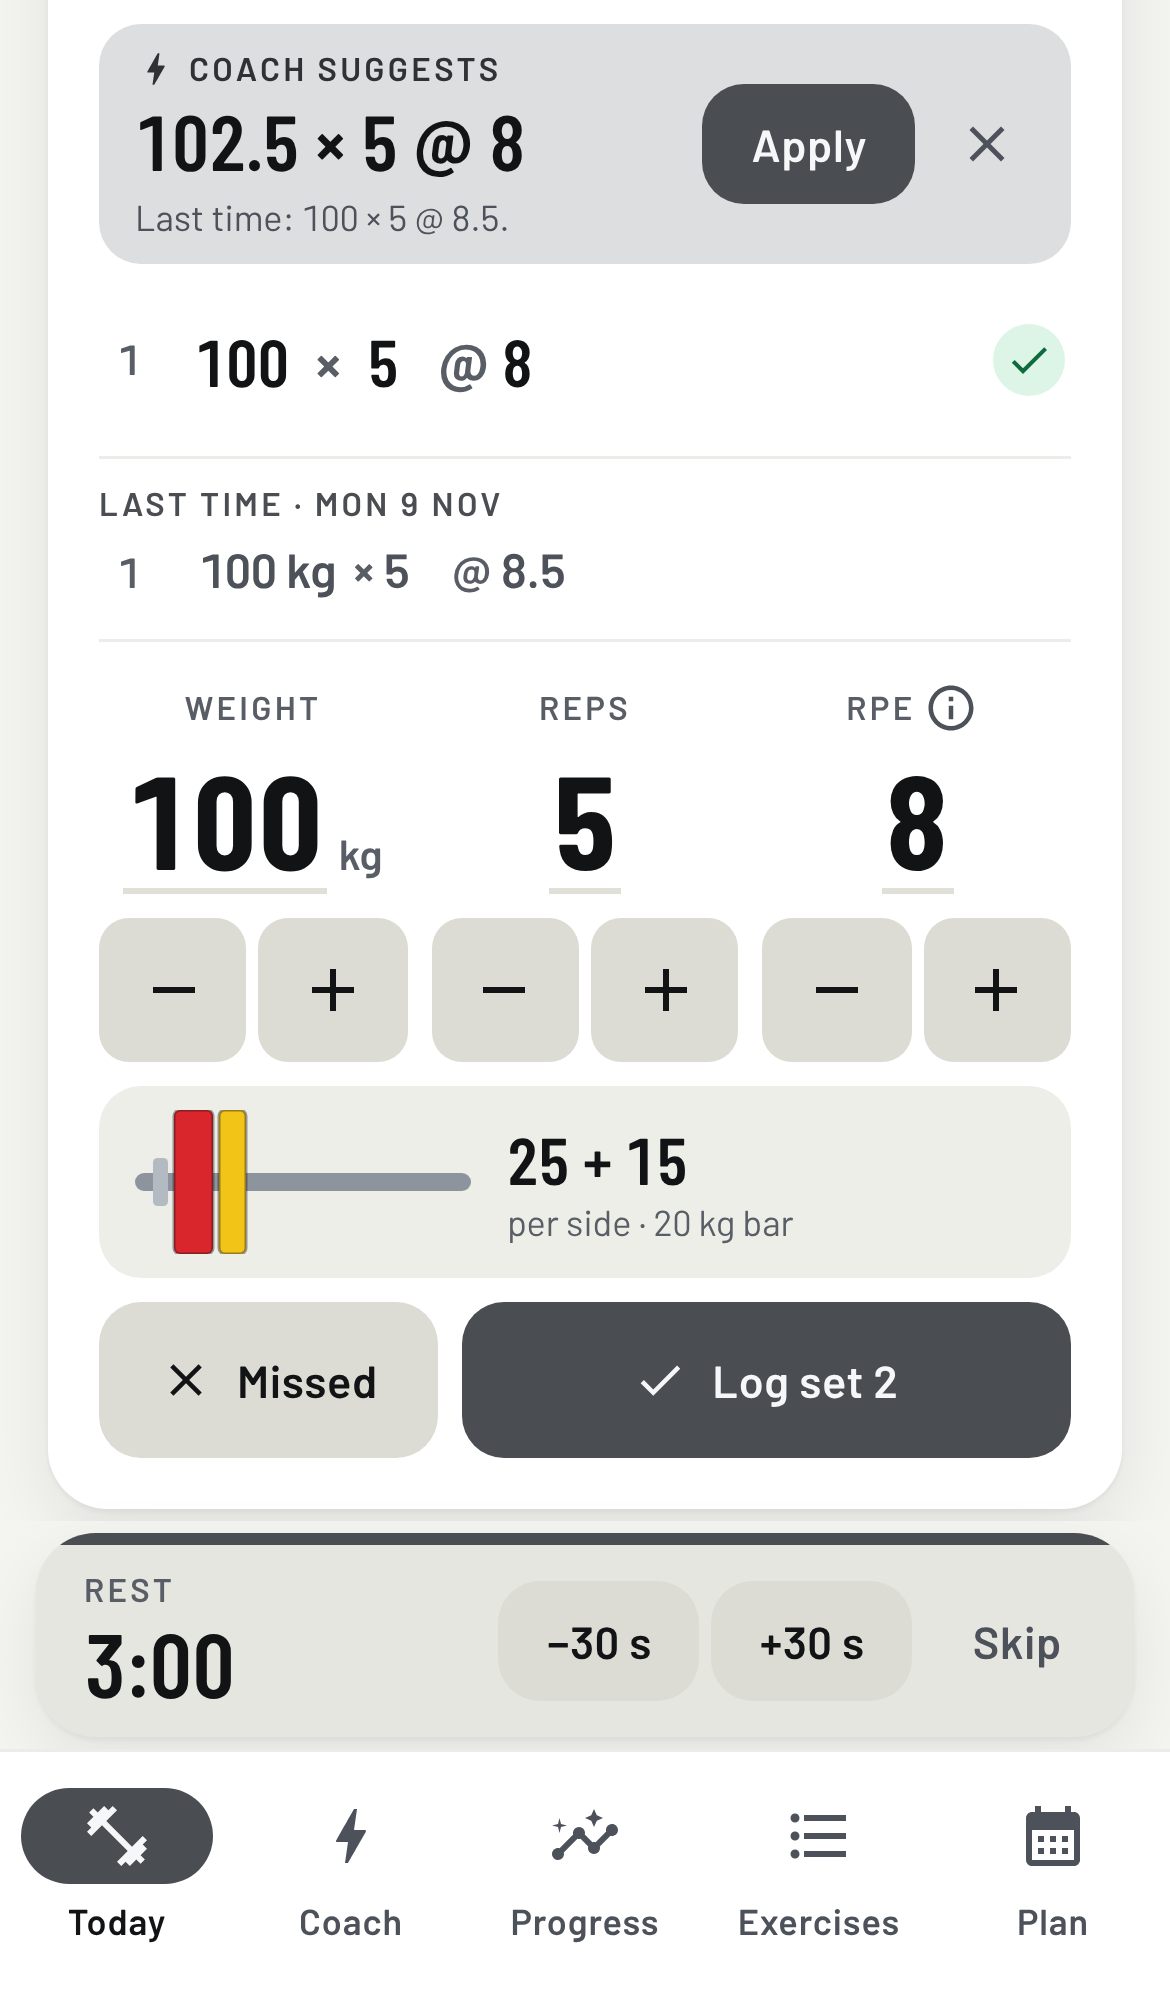 COACH SUGGESTS
102.5 × 5 @ 8
Apply
Last time: 100 × 5 @ 8.5.
1 100 × 5 @ 8
LAST TIME · MON 9 NOV
1 100 kg × 5 @ 8.5
WEIGHT REPS RPE
100 kg 5 8
25 + 15
per side · 20 kg bar
Missed Log set 2
REST
3:00 −30 s +30 s Skip
Today Coach Progress Exercises Plan